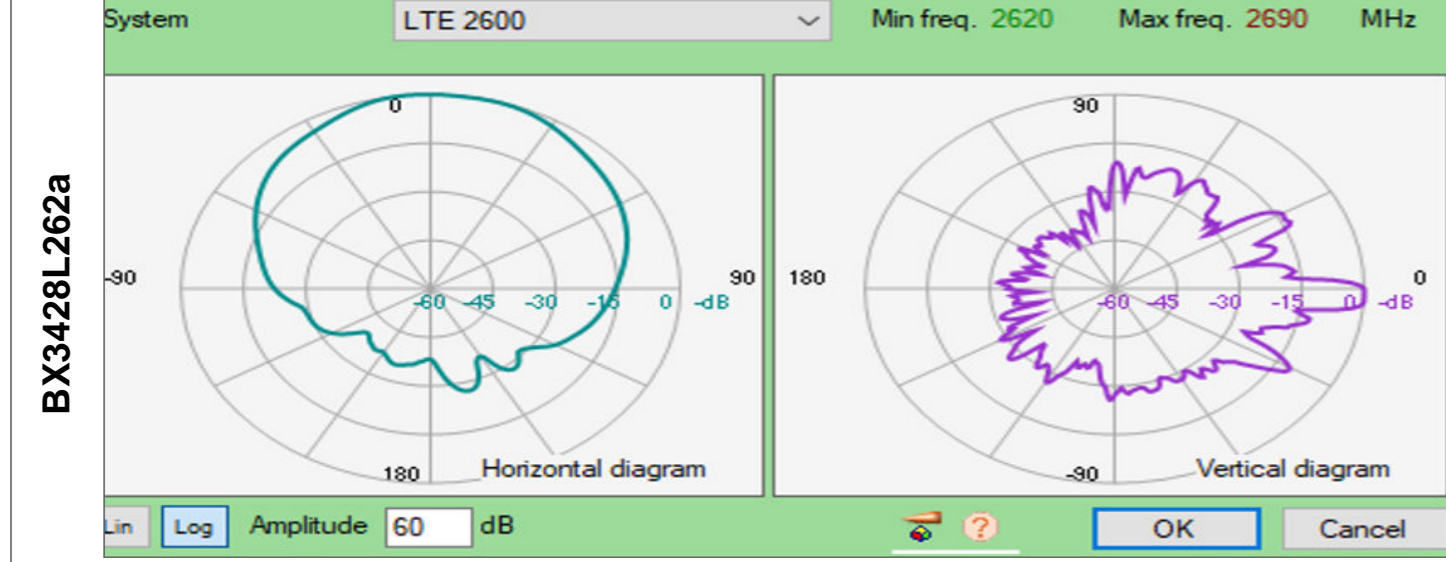 System LTE 2600 Min freq. 2620 Max freq. 2690 MHz
BX3428L262a
0
-90 90
-60 -45 -30 -15 0 -dB
180 Horizontal diagram
90
180 0
-60 -45 -30 -15 0 -dB
-90 Vertical diagram
Lin Log Amplitude 60 dB ? OK Cancel